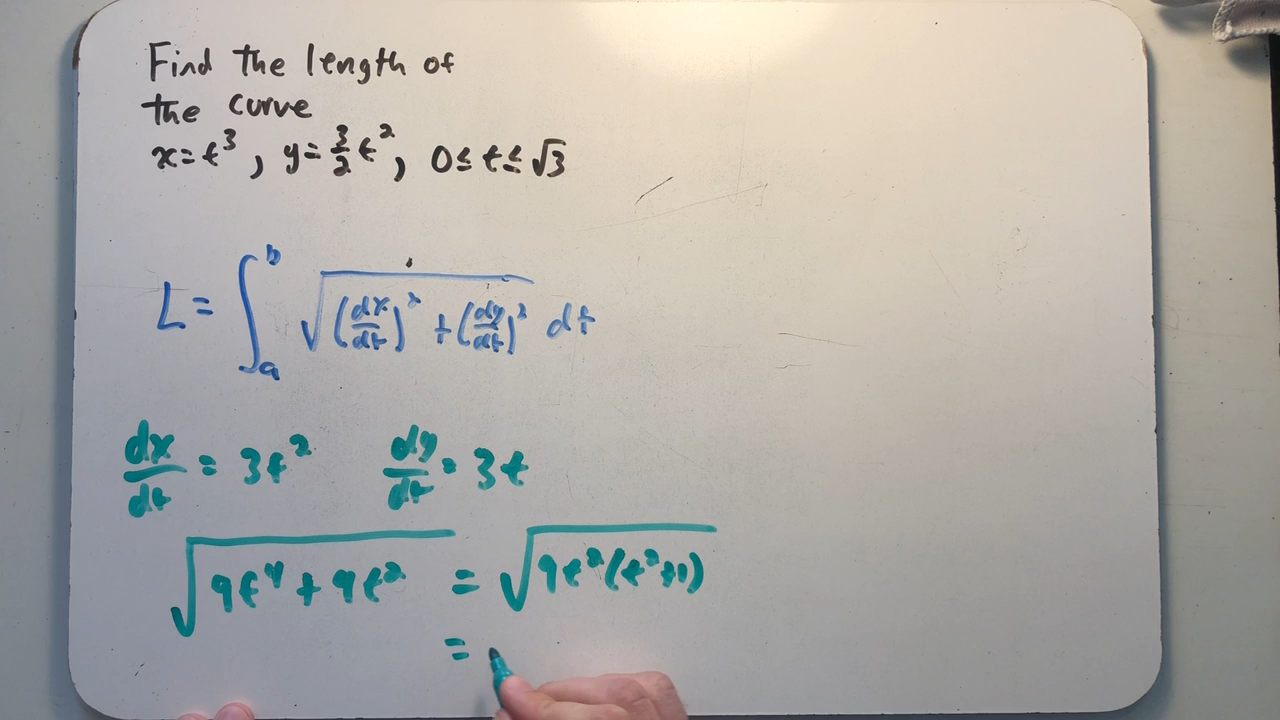 Find the length of
the curve
x=t³, y=3/2 t², 0≤t≤√3
L = ∫_a^b √((dx/dt)² + (dy/dt)²) dt
dx/dt = 3t² dy/dt = 3t
√(9t⁴ + 9t²) = √(9t²(t²+1))
=